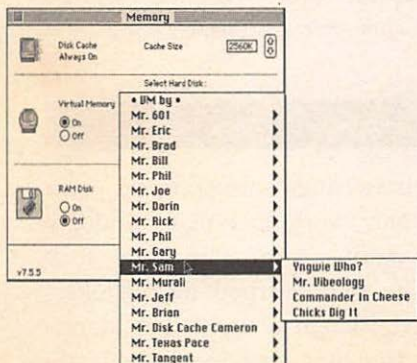 Memory
Disk Cache
Always On
Cache Size
2560K
Select Hard Disk:
Virtual Memory
On
Off
RAM Disk
On
Off
v7.5.5
• VM by •
Mr. 601
Mr. Eric
Mr. Brad
Mr. Bill
Mr. Phil
Mr. Joe
Mr. Darin
Mr. Rick
Mr. Phil
Mr. Gary
Mr. Sam
Mr. Murali
Mr. Jeff
Mr. Brian
Mr. Disk Cache Cameron
Mr. Texas Pace
Mr. Tangent
Yngwie Who?
Mr. Vibeology
Commander In Cheese
Chicks Dig It